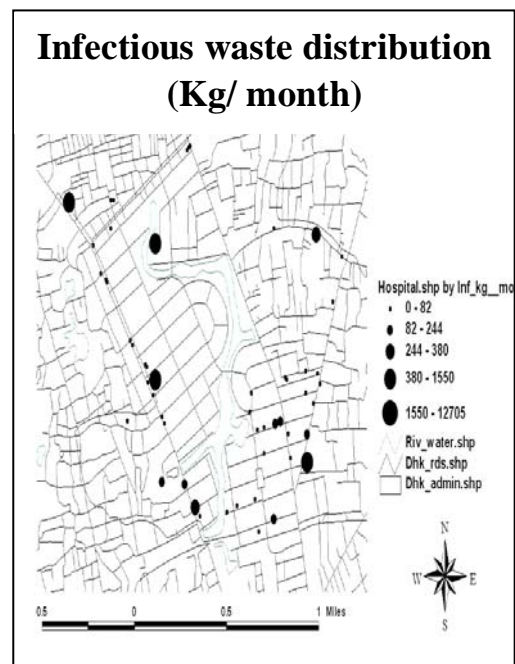 Infectious waste distribution
(Kg/ month)
Hospital.shp by Inf_kg__mo
0 - 82
82 - 244
244 - 380
380 - 1550
1550 - 12705
Riv_water.shp
Dhk_rds.shp
Dhk_admin.shp
N
W E
S
0.5 0 0.5 1 Miles